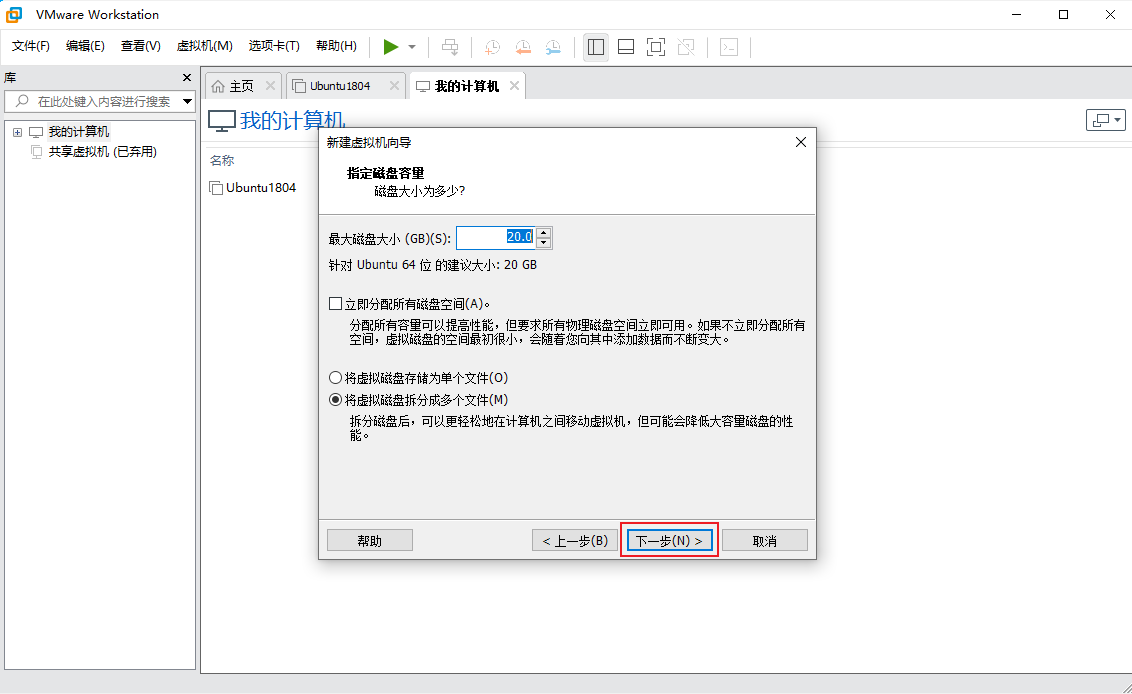 VMware Workstation
文件(F) 编辑(E) 查看(V) 虚拟机(M) 选项卡(T) 帮助(H)
库
在此处键入内容进行搜索
我的计算机
共享虚拟机 (已弃用)
主页 Ubuntu1804 我的计算机
我的计算机
名称
Ubuntu1804
新建虚拟机向导
指定磁盘容量
磁盘大小为多少?
最大磁盘大小 (GB)(S): 20.0
针对 Ubuntu 64 位 的建议大小: 20 GB
立即分配所有磁盘空间(A)。
分配所有容量可以提高性能，但要求所有物理磁盘空间立即可用。如果不立即分配所有
空间，虚拟磁盘的空间最初很小，会随着您向其中添加数据而不断变大。
将虚拟磁盘存储为单个文件(O)
将虚拟磁盘拆分成多个文件(M)
拆分磁盘后，可以更轻松地在计算机之间移动虚拟机，但可能会降低大容量磁盘的性
能。
帮助 < 上一步(B) 下一步(N) > 取消